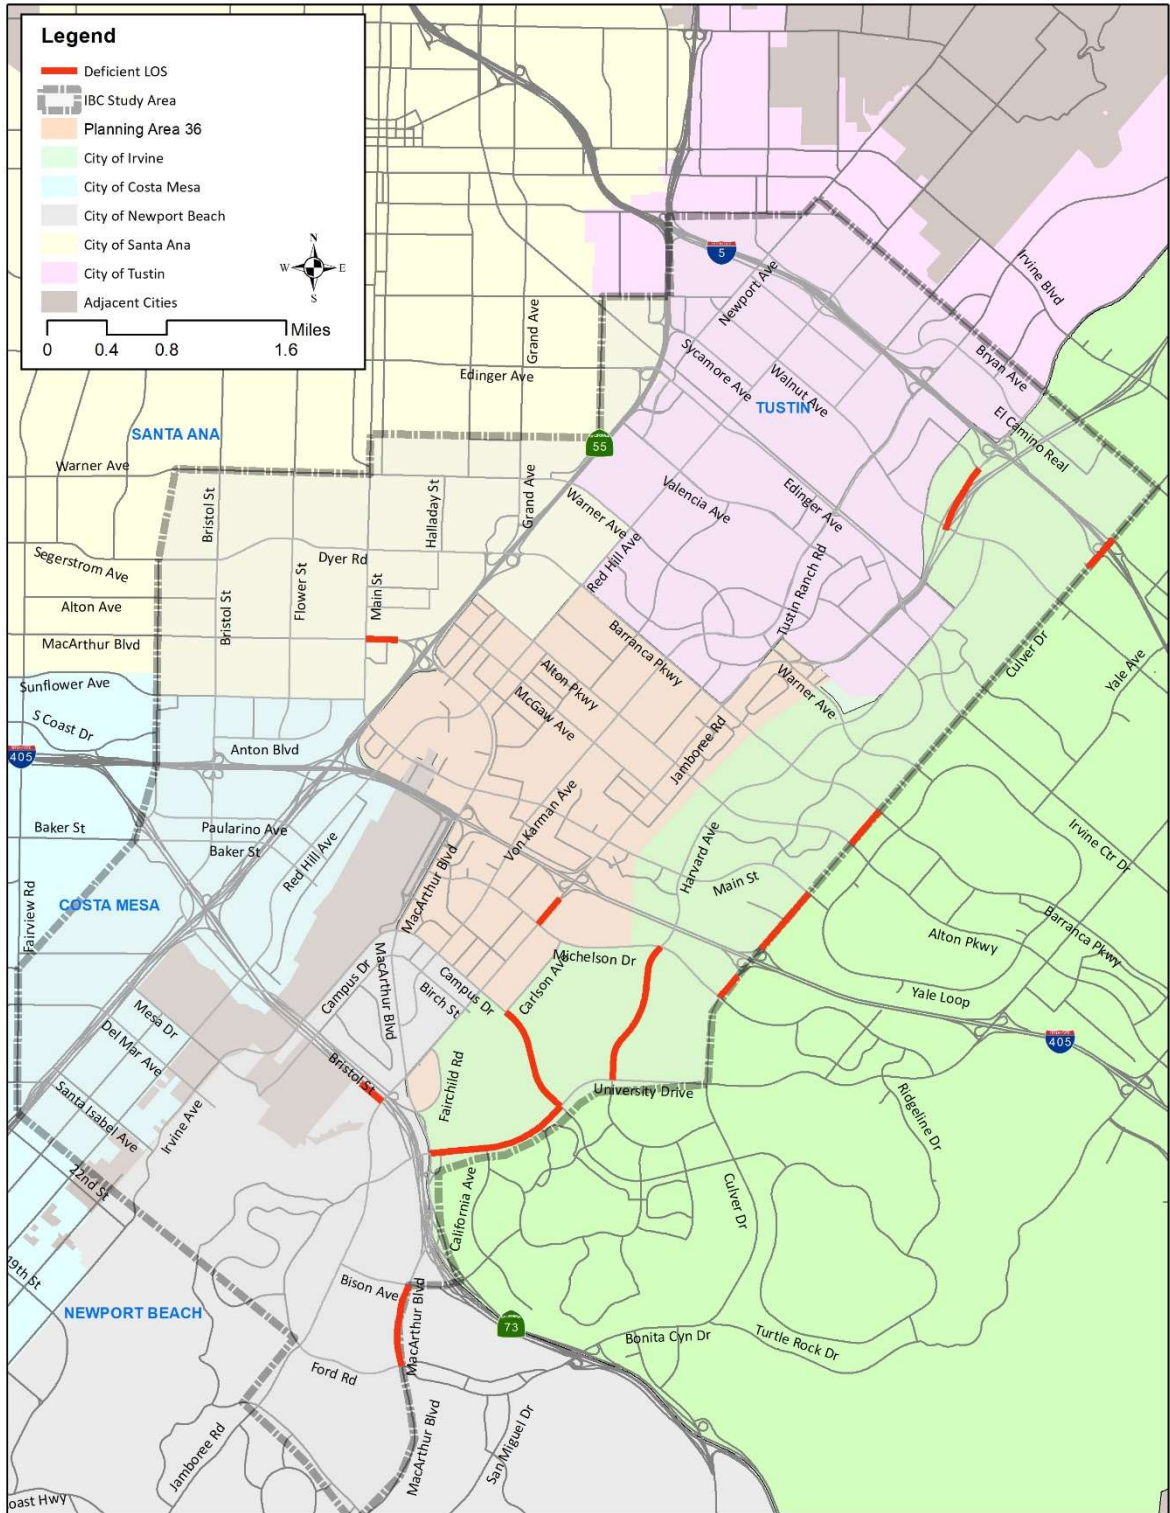 Legend
Deficient LOS
IBC Study Area
Planning Area 36
City of Irvine
City of Costa Mesa
City of Newport Beach
City of Santa Ana
City of Tustin
Adjacent Cities
N
W E
S
Miles
0 0.4 0.8 1.6
5
Irvine Blvd
Newport Ave
Grand Ave
Bryan Ave
Sycamore Ave
Walnut Ave
Edinger Ave
TUSTIN
El Camino Real
SANTA ANA
55
Warner Ave
Bristol St
Halladay St
Grand Ave
Valencia Ave
Edinger Ave
Warner Ave
Red Hill Ave
Dyer Rd
Segerstrom Ave
Flower St
Main St
Tustin Ranch Rd
Alton Ave
Bristol St
MacArthur Blvd
Barranca Pkwy
Culver Dr
Yale Ave
Alton Pkwy
Warner Ave
Sunflower Ave
McGaw Ave
S Coast Dr
Jamboree Rd
Anton Blvd
405
Von Karman Ave
Baker St
Paularino Ave
Baker St
Red Hill Ave
Harvard Ave
Irvine Ctr Dr
MacArthur Blvd
Main St
COSTA MESA
Fairview Rd
Barranca Pkwy
Alton Pkwy
Michelson Dr
Carlson Ave
Campus Dr
MacArthur Blvd
Campus Dr
Birch St
Yale Loop
Mesa Dr
405
Del Mar Ave
Bristol St
Fairchild Rd
University Drive
Santa Isabel Ave
Irvine Ave
Ridgeline Dr
22nd St
California Ave
Culver Dr
19th St
Bison Ave
MacArthur Blvd
NEWPORT BEACH
73
Bonita Cyn Dr
Turtle Rock Dr
Ford Rd
MacArthur Blvd
San Miguel Dr
Jamboree Rd
oast Hwy